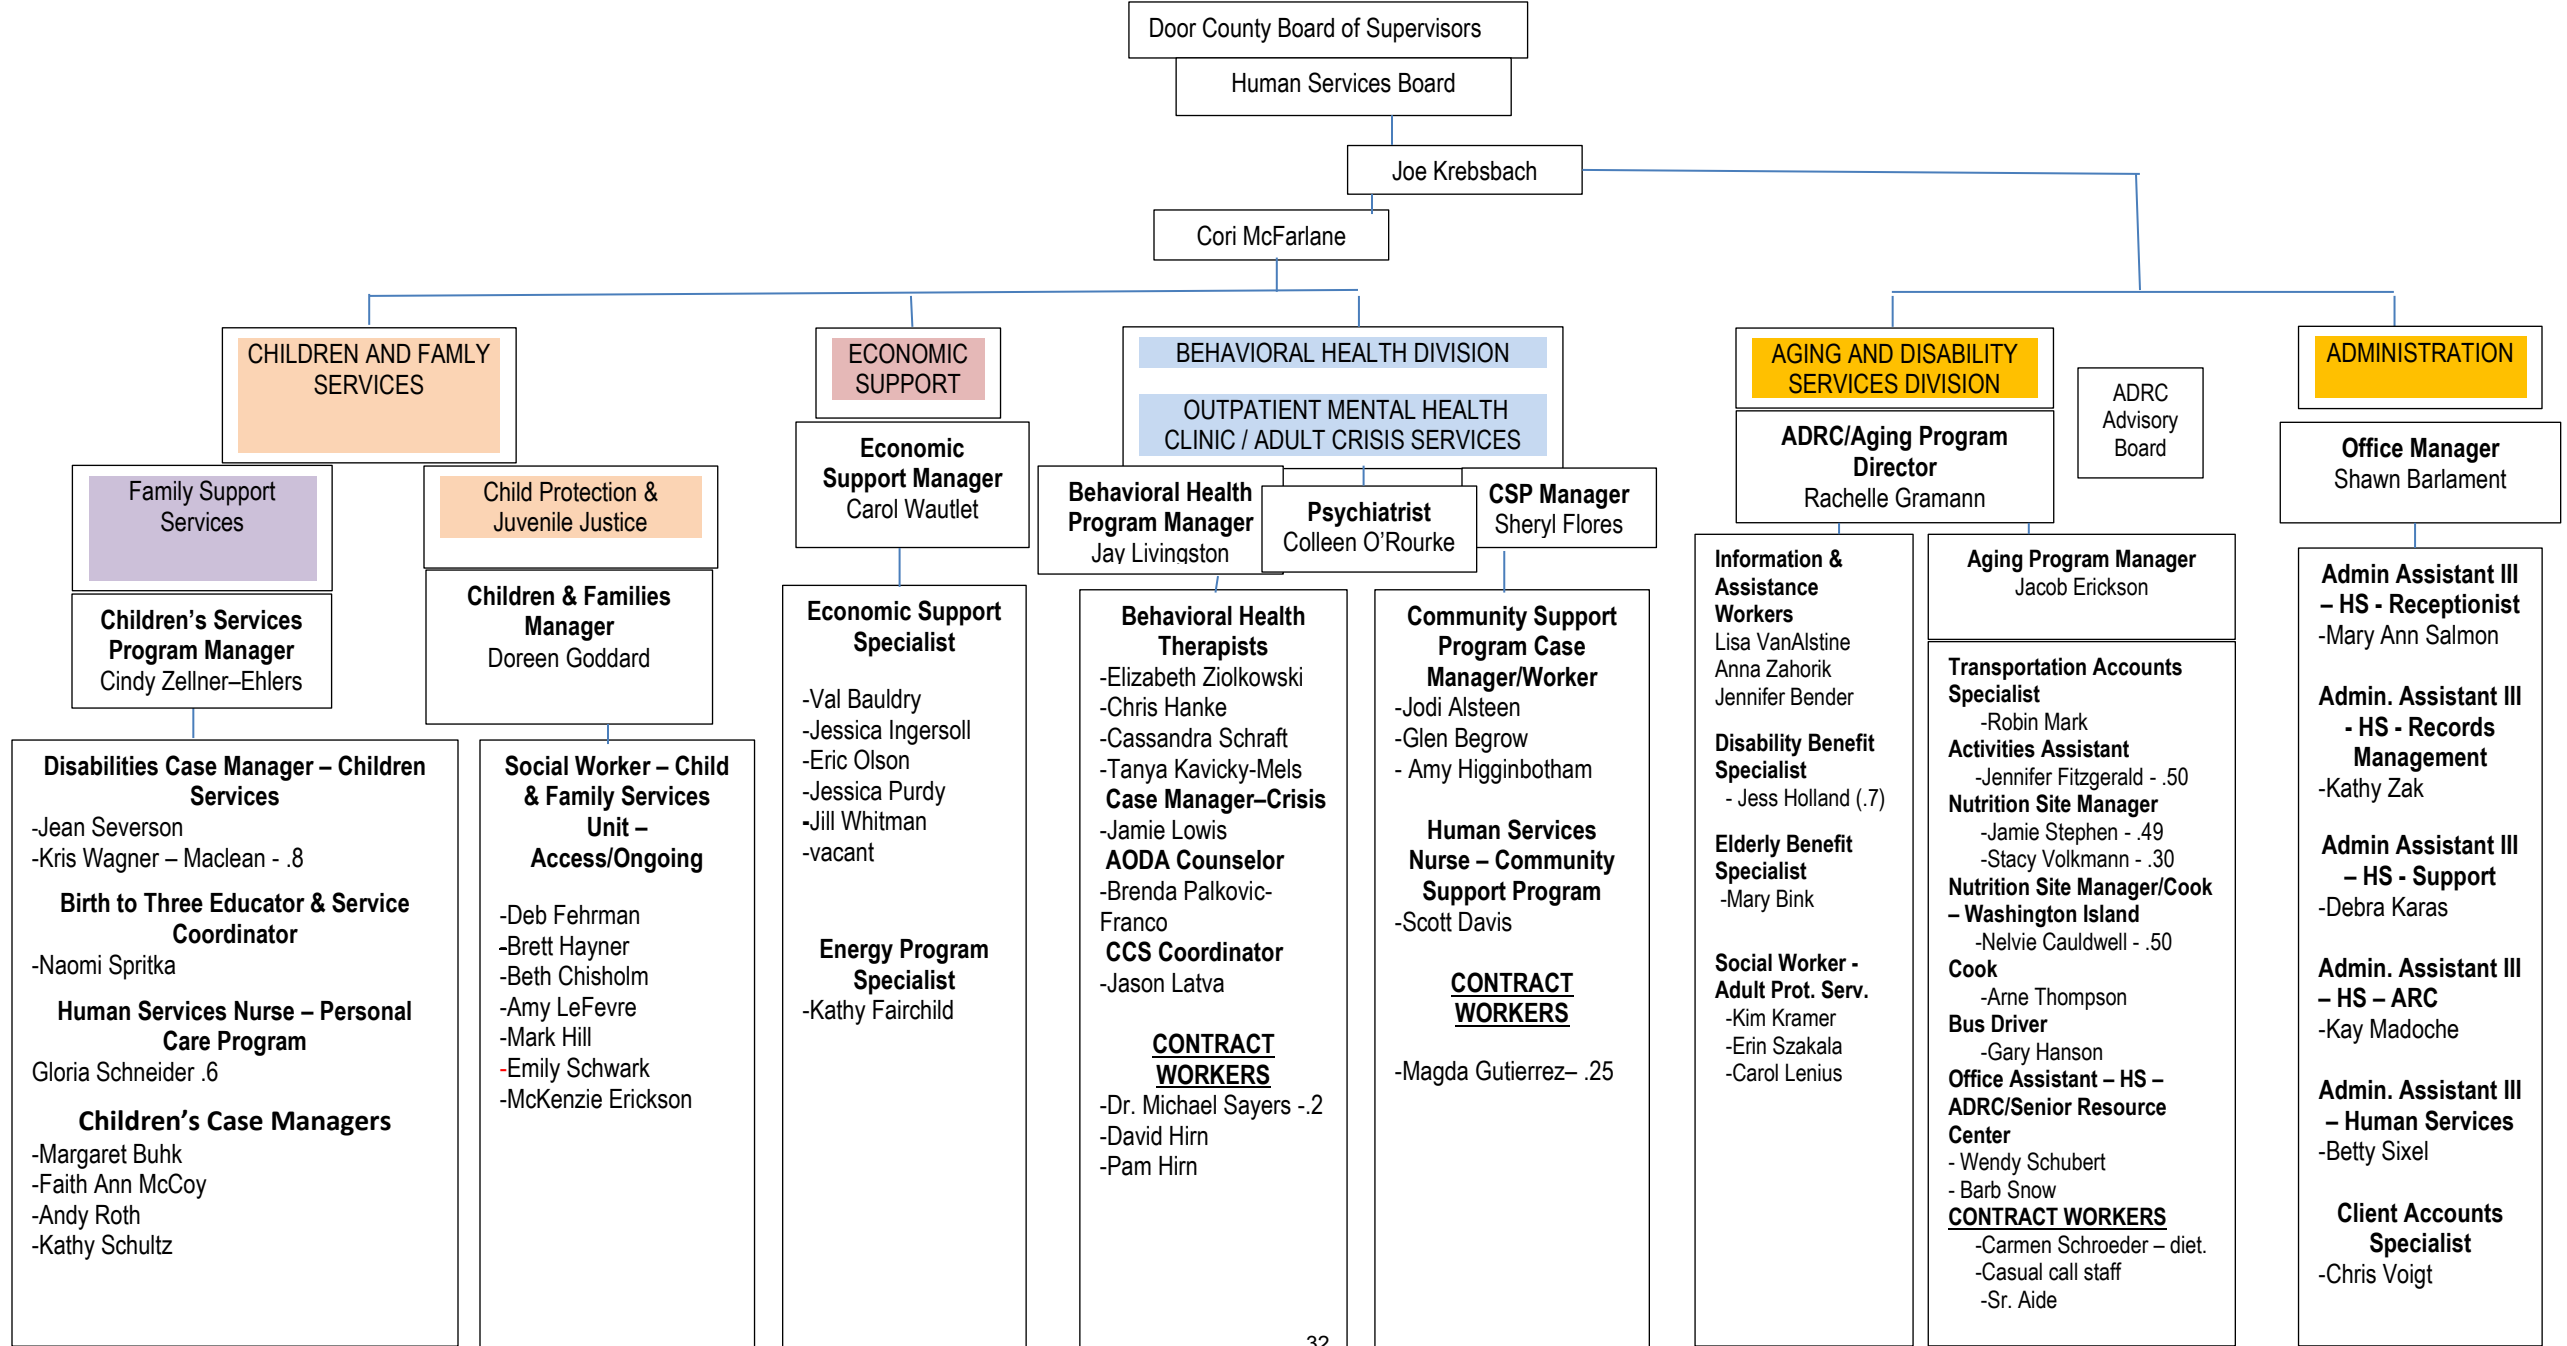 Door County Board of Supervisors
Human Services Board
Joe Krebsbach
Cori McFarlane
CHILDREN AND FAMLY
SERVICES
Family Support
Services
Children’s Services
Program Manager
Cindy Zellner–Ehlers
Disabilities Case Manager – Children
Services
-Jean Severson
-Kris Wagner – Maclean - .8
Birth to Three Educator & Service
Coordinator
-Naomi Spritka
Human Services Nurse – Personal
Care Program
Gloria Schneider .6
Children’s Case Managers
-Margaret Buhk
-Faith Ann McCoy
-Andy Roth
-Kathy Schultz
Child Protection &
Juvenile Justice
Children & Families
Manager
Doreen Goddard
Social Worker – Child
& Family Services
Unit –
Access/Ongoing
-Deb Fehrman
-Brett Hayner
-Beth Chisholm
-Amy LeFevre
-Mark Hill
-Emily Schwark
-McKenzie Erickson
ECONOMIC
SUPPORT
Economic
Support Manager
Carol Wautlet
Economic Support
Specialist
-Val Bauldry
-Jessica Ingersoll
-Eric Olson
-Jessica Purdy
-Jill Whitman
-vacant
Energy Program
Specialist
-Kathy Fairchild
BEHAVIORAL HEALTH DIVISION
OUTPATIENT MENTAL HEALTH
CLINIC / ADULT CRISIS SERVICES
Behavioral Health
Program Manager
Jay Livingston
Psychiatrist
Colleen O’Rourke
CSP Manager
Sheryl Flores
Behavioral Health
Therapists
-Elizabeth Ziolkowski
-Chris Hanke
-Cassandra Schraft
-Tanya Kavicky-Mels
Case Manager–Crisis
-Jamie Lowis
AODA Counselor
-Brenda Palkovic-
Franco
CCS Coordinator
-Jason Latva
CONTRACT
WORKERS
-Dr. Michael Sayers -.2
-David Hirn
-Pam Hirn
Community Support
Program Case
Manager/Worker
-Jodi Alsteen
-Glen Begrow
- Amy Higginbotham
Human Services
Nurse – Community
Support Program
-Scott Davis
CONTRACT
WORKERS
-Magda Gutierrez– .25
AGING AND DISABILITY
SERVICES DIVISION
ADRC/Aging Program
Director
Rachelle Gramann
ADRC
Advisory
Board
Information &
Assistance
Workers
Lisa VanAlstine
Anna Zahorik
Jennifer Bender
Disability Benefit
Specialist
- Jess Holland (.7)
Elderly Benefit
Specialist
-Mary Bink
Social Worker -
Adult Prot. Serv.
-Kim Kramer
-Erin Szakala
-Carol Lenius
Aging Program Manager
Jacob Erickson
Transportation Accounts
Specialist
-Robin Mark
Activities Assistant
-Jennifer Fitzgerald - .50
Nutrition Site Manager
-Jamie Stephen - .49
-Stacy Volkmann - .30
Nutrition Site Manager/Cook
– Washington Island
-Nelvie Cauldwell - .50
Cook
-Arne Thompson
Bus Driver
-Gary Hanson
Office Assistant – HS –
ADRC/Senior Resource
Center
- Wendy Schubert
- Barb Snow
CONTRACT WORKERS
-Carmen Schroeder – diet.
-Casual call staff
-Sr. Aide
ADMINISTRATION
Office Manager
Shawn Barlament
Admin Assistant III
– HS - Receptionist
-Mary Ann Salmon
Admin. Assistant III
- HS - Records
Management
-Kathy Zak
Admin Assistant III
– HS - Support
-Debra Karas
Admin. Assistant III
– HS – ARC
-Kay Madoche
Admin. Assistant III
– Human Services
-Betty Sixel
Client Accounts
Specialist
-Chris Voigt
32